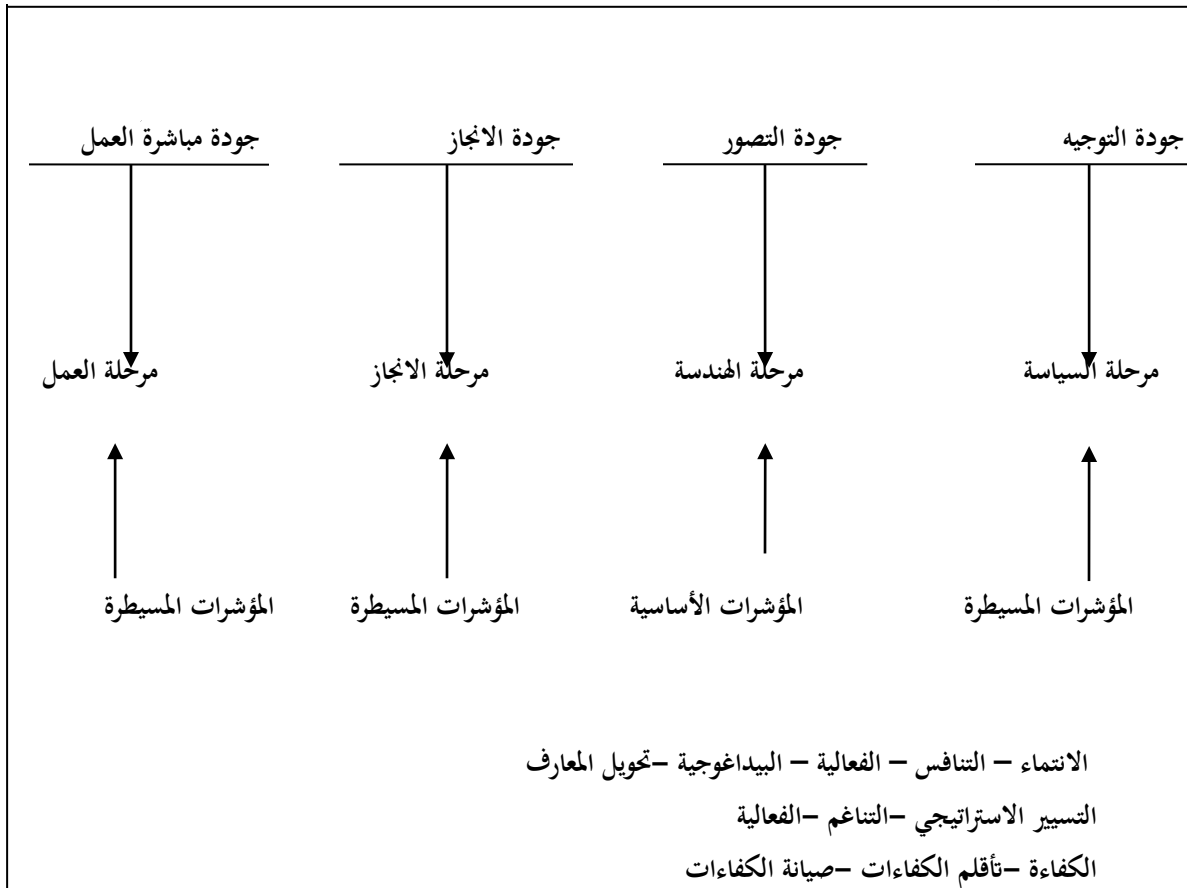 جودة التوجيه جودة التصور جودة الانجاز جودة مباشرة العمل
مرحلة السياسة مرحلة الهندسة مرحلة الانجاز مرحلة العمل
المؤشرات المسيطرة المؤشرات الأساسية المؤشرات المسيطرة المؤشرات المسيطرة
الانتماء – التنافس – الفعالية – البيداغوجية –تحويل المعارف
التسيير الاستراتيجي –التناغم –الفعالية
الكفاءة –تأقلم الكفاءات –صيانة الكفاءات